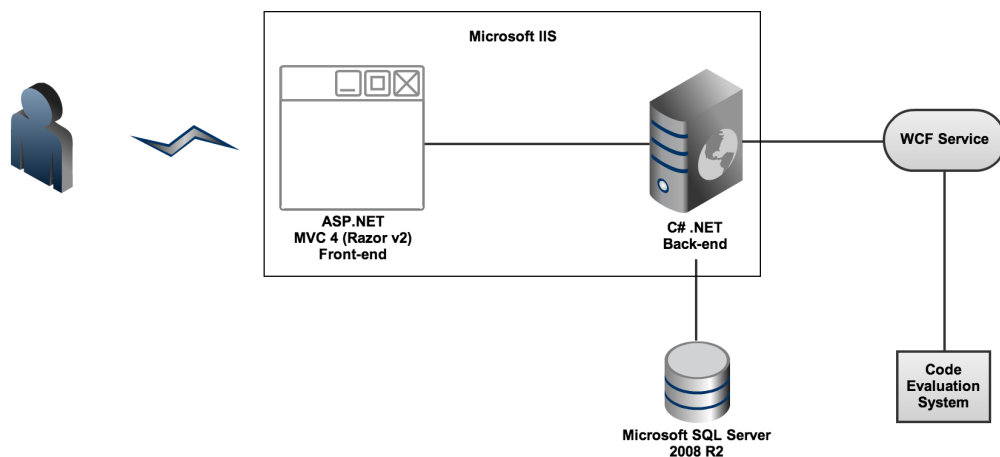 Microsoft IIS
ASP.NET
MVC 4 (Razor v2)
Front-end
C# .NET
Back-end
WCF Service
Code
Evaluation
System
Microsoft SQL Server
2008 R2